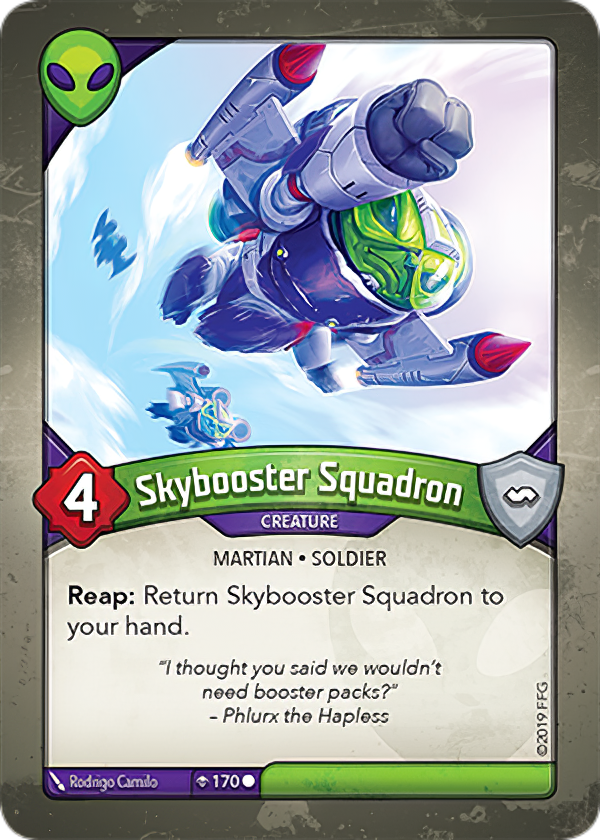 4
Skybooster Squadron
CREATURE
MARTIAN • SOLDIER
Reap: Return Skybooster Squadron to
your hand.
"I thought you said we wouldn't
need booster packs?"
– Phlurx the Hapless
©2019 FFG
Rodrigo Camilo
170